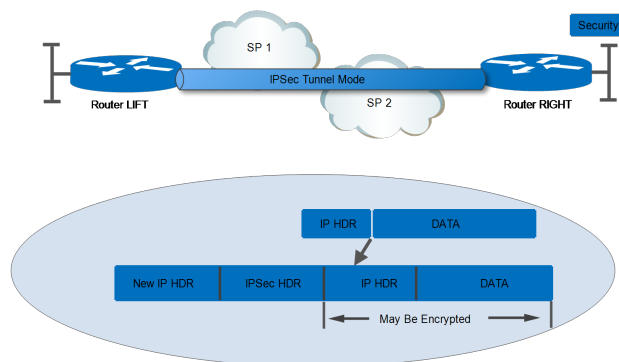 SP 1
Security
IPSec Tunnel Mode
Router LIFT
SP 2
Router RIGHT
IP HDR DATA
New IP HDR IPSec HDR IP HDR DATA
May Be Encrypted